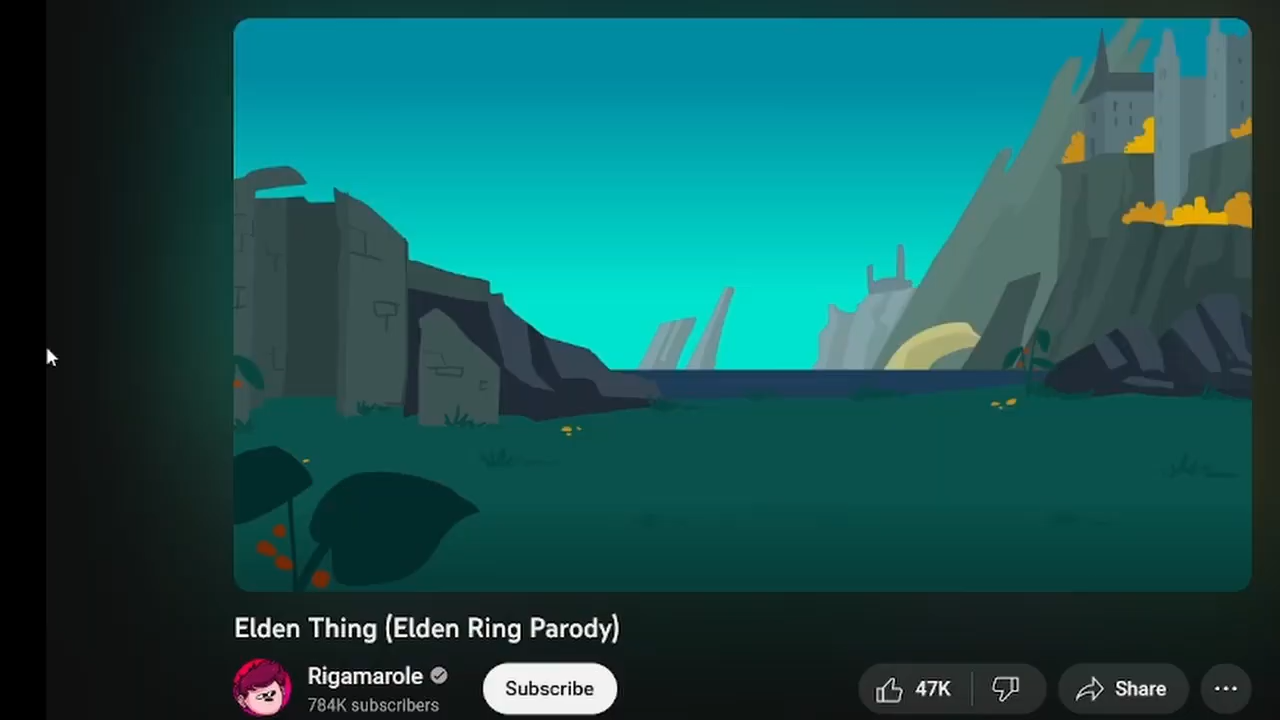 Elden Thing (Elden Ring Parody)
Rigamarole
784K subscribers
Subscribe
47K
Share